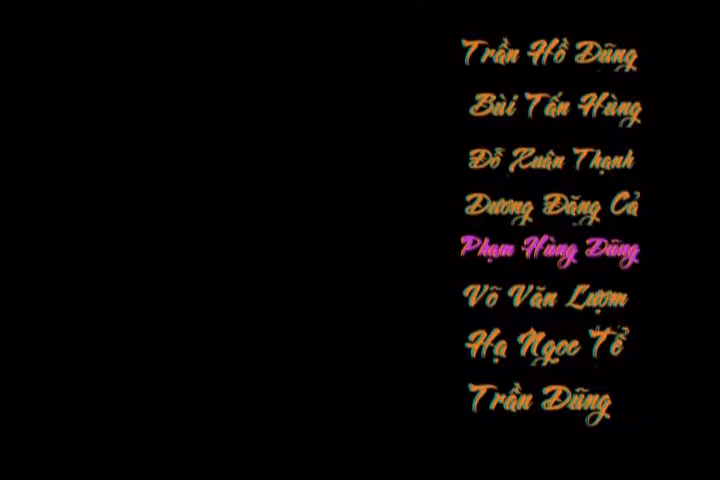 Trần Hồ Dũng
Bùi Tấn Hùng
Đỗ Xuân Thạnh
Dương Đăng Cả
Phạm Hùng Dũng
Võ Văn Lượm
Hạ Ngọc Tổ
Trần Dũng